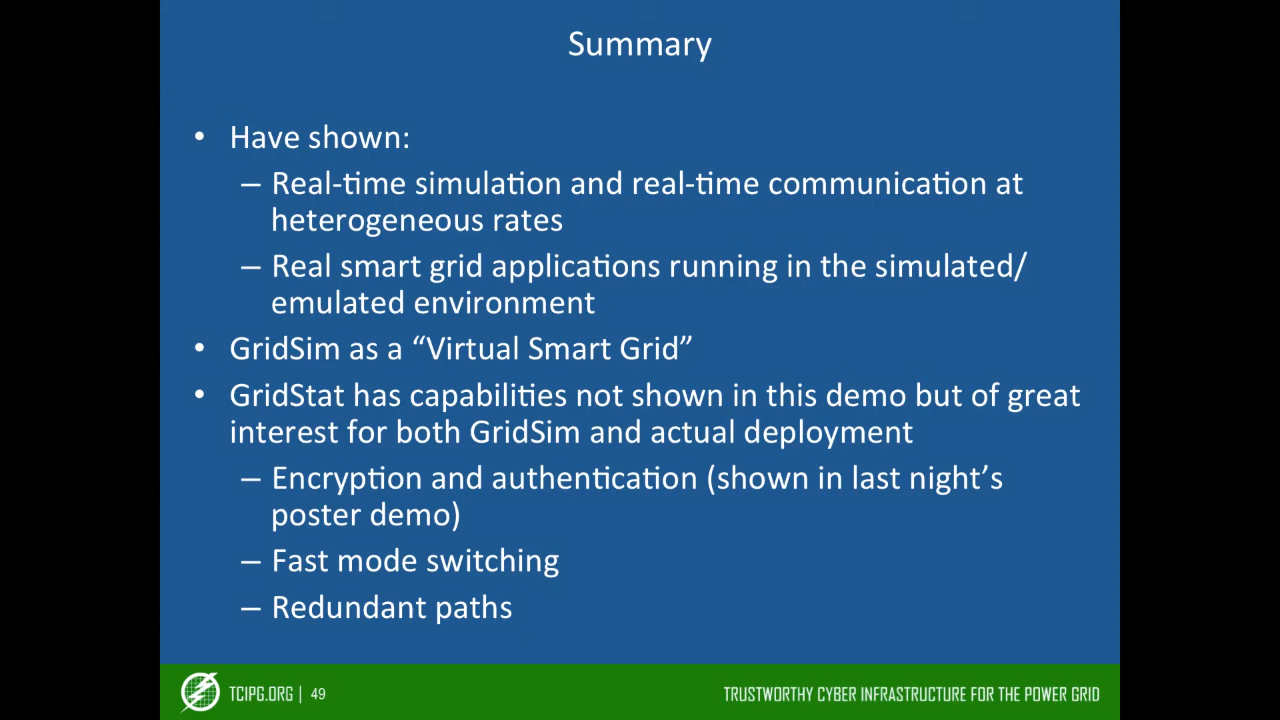 Summary
• Have shown:
– Real-time simulation and real-time communication at
heterogeneous rates
– Real smart grid applications running in the simulated/
emulated environment
• GridSim as a “Virtual Smart Grid”
• GridStat has capabilities not shown in this demo but of great
interest for both GridSim and actual deployment
– Encryption and authentication (shown in last night’s
poster demo)
– Fast mode switching
– Redundant paths
TCIPG.ORG | 49
TRUSTWORTHY CYBER INFRASTRUCTURE FOR THE POWER GRID